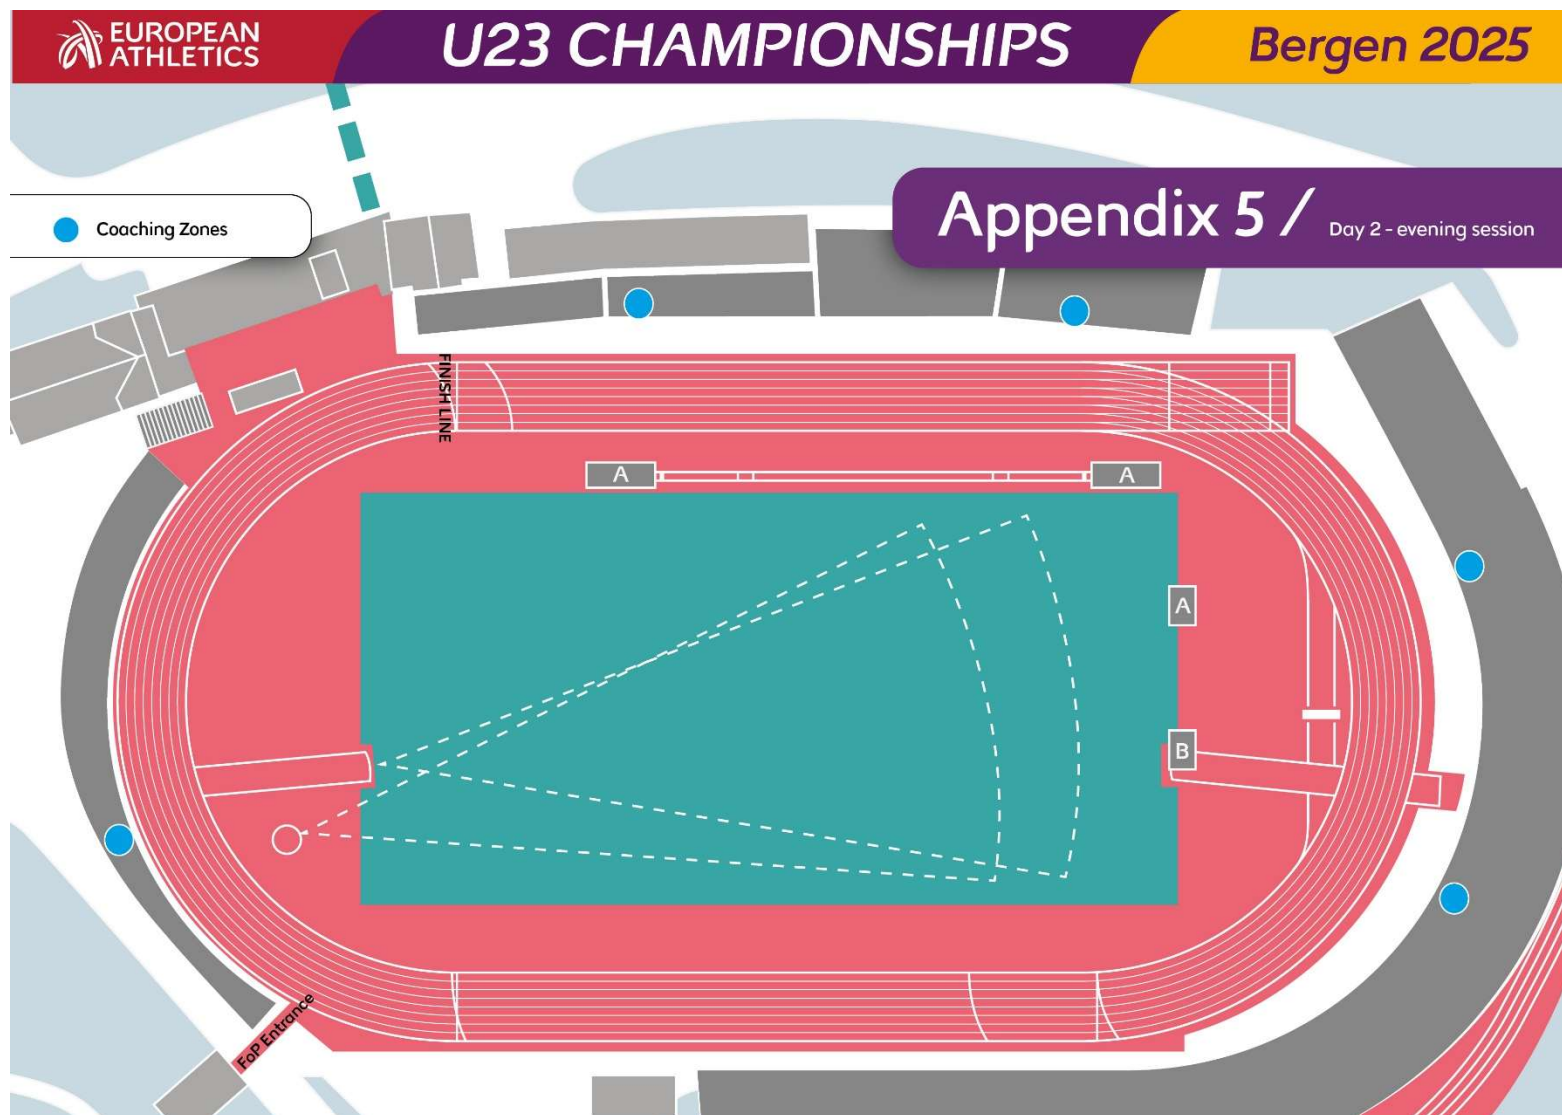 EUROPEAN
ATHLETICS
U23 CHAMPIONSHIPS
Bergen 2025
Appendix 5 / Day 2 - evening session
Coaching Zones
FINISH LINE
A
A
A
B
FoP Entrance